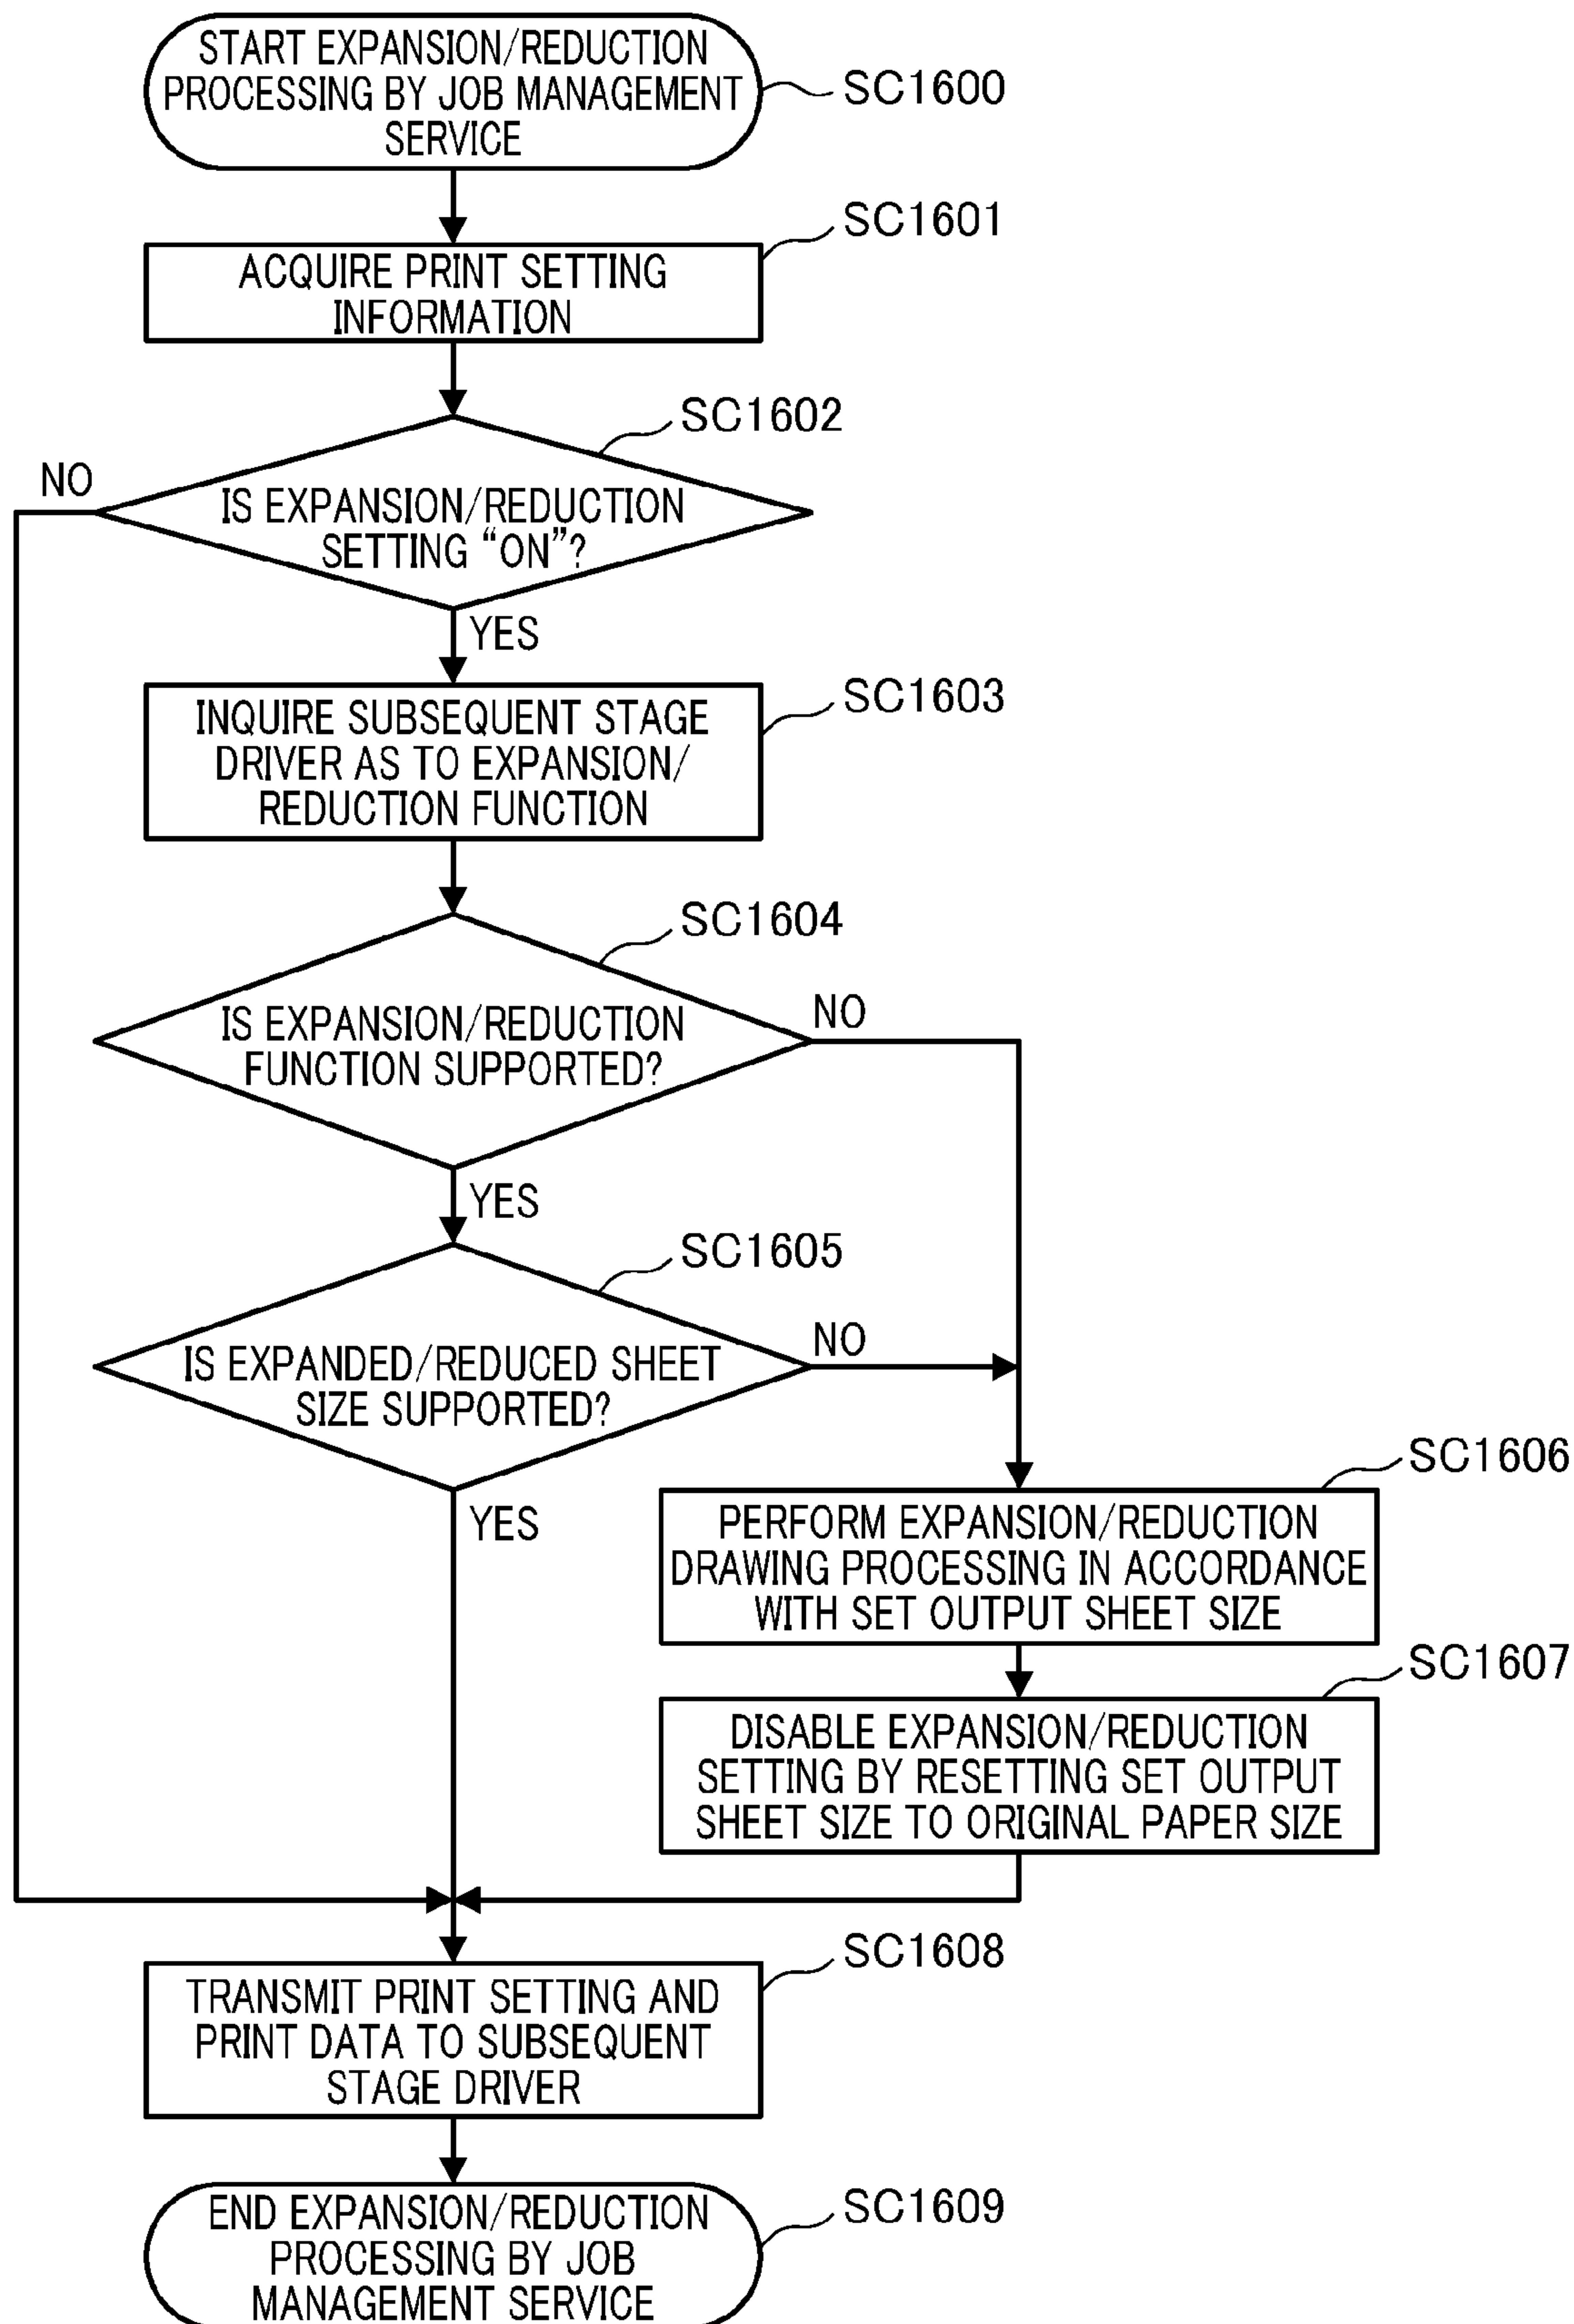 START EXPANSION/REDUCTION
PROCESSING BY JOB MANAGEMENT
SERVICE
SC1600
SC1601
ACQUIRE PRINT SETTING
INFORMATION
SC1602
NO
IS EXPANSION/REDUCTION
SETTING “ON”?
YES
SC1603
INQUIRE SUBSEQUENT STAGE
DRIVER AS TO EXPANSION/
REDUCTION FUNCTION
SC1604
NO
IS EXPANSION/REDUCTION
FUNCTION SUPPORTED?
YES
SC1605
NO
IS EXPANDED/REDUCED SHEET
SIZE SUPPORTED?
YES
SC1606
PERFORM EXPANSION/REDUCTION
DRAWING PROCESSING IN ACCORDANCE
WITH SET OUTPUT SHEET SIZE
SC1607
DISABLE EXPANSION/REDUCTION
SETTING BY RESETTING SET OUTPUT
SHEET SIZE TO ORIGINAL PAPER SIZE
SC1608
TRANSMIT PRINT SETTING AND
PRINT DATA TO SUBSEQUENT
STAGE DRIVER
SC1609
END EXPANSION/REDUCTION
PROCESSING BY JOB
MANAGEMENT SERVICE